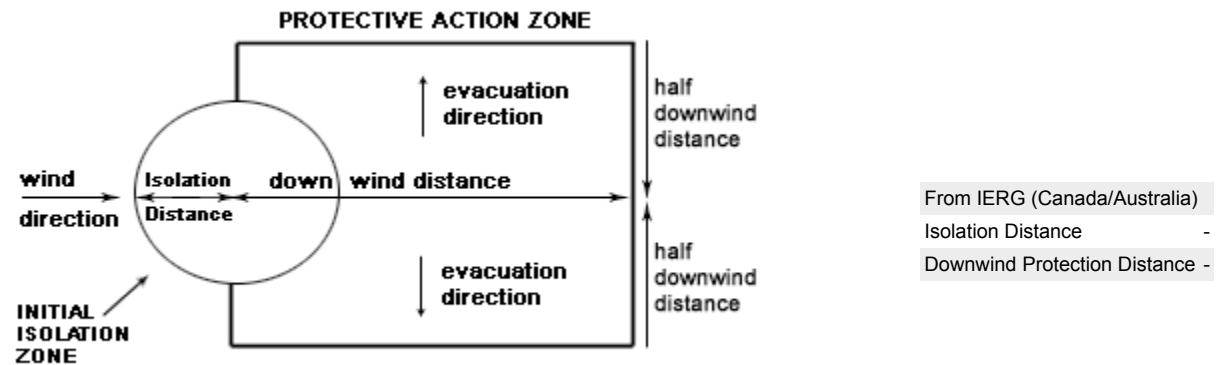 PROTECTIVE ACTION ZONE
evacuation
direction
half
downwind
distance
wind
direction
Isolation
Distance
down wind distance
evacuation
direction
half
downwind
distance
INITIAL
ISOLATION
ZONE
From IERG (Canada/Australia)
Isolation Distance -
Downwind Protection Distance -